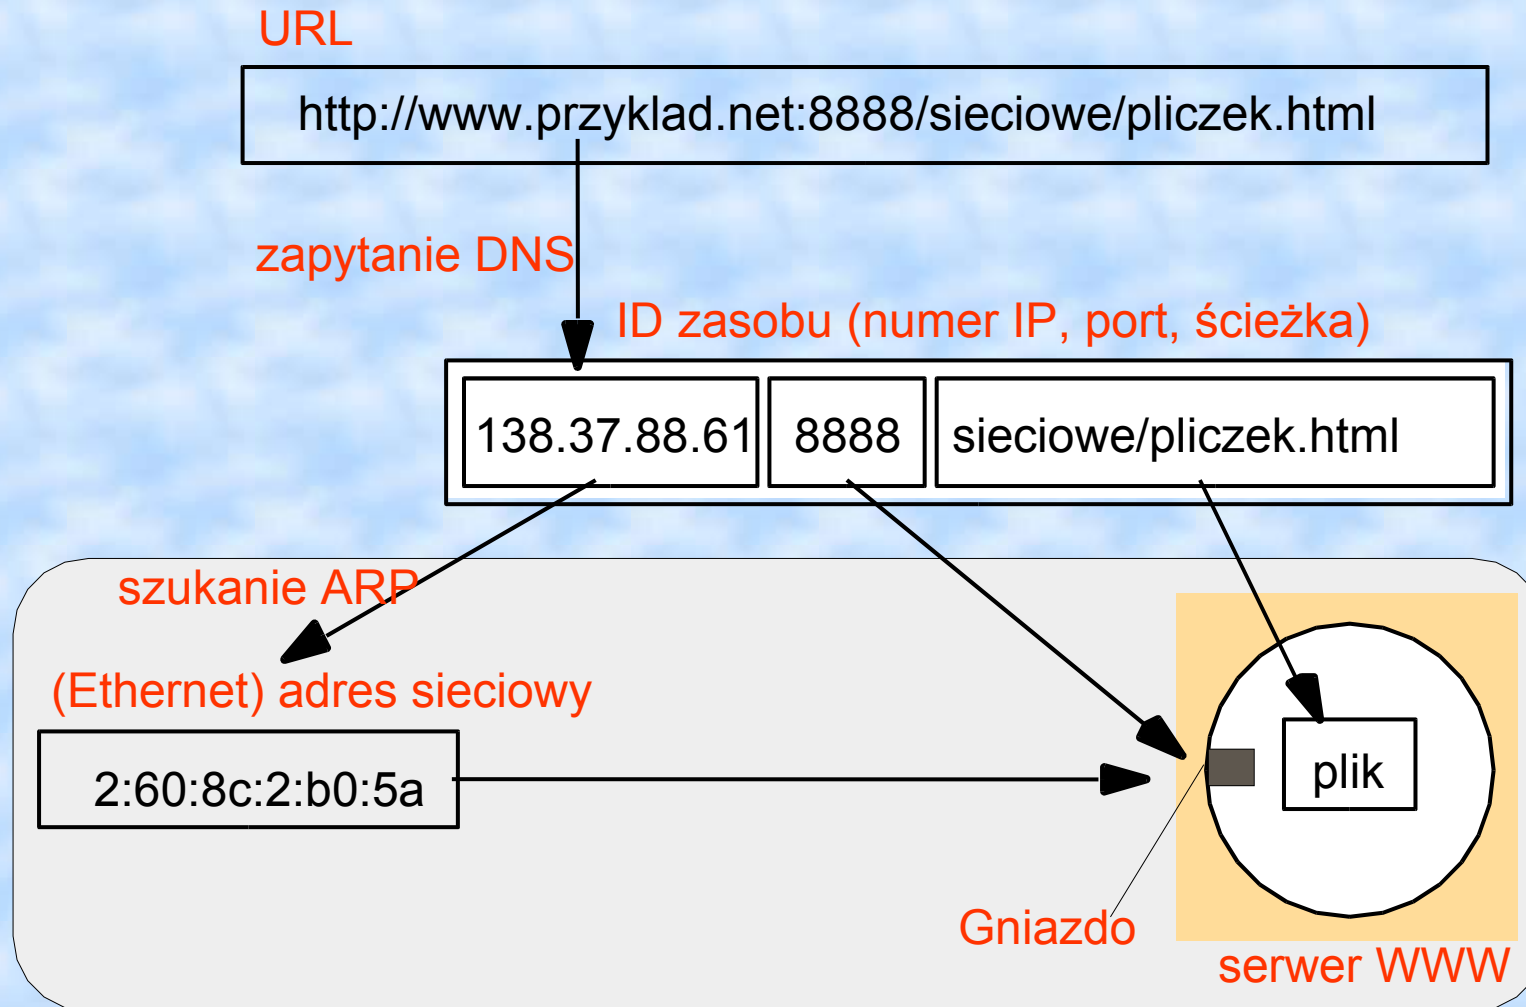 URL
http://www.przyklad.net:8888/sieciowe/pliczek.html
zapytanie DNS
ID zasobu (numer IP, port, ścieżka)
138.37.88.61 8888 sieciowe/pliczek.html
szukanie ARP
(Ethernet) adres sieciowy
2:60:8c:2:b0:5a
plik
Gniazdo
serwer WWW